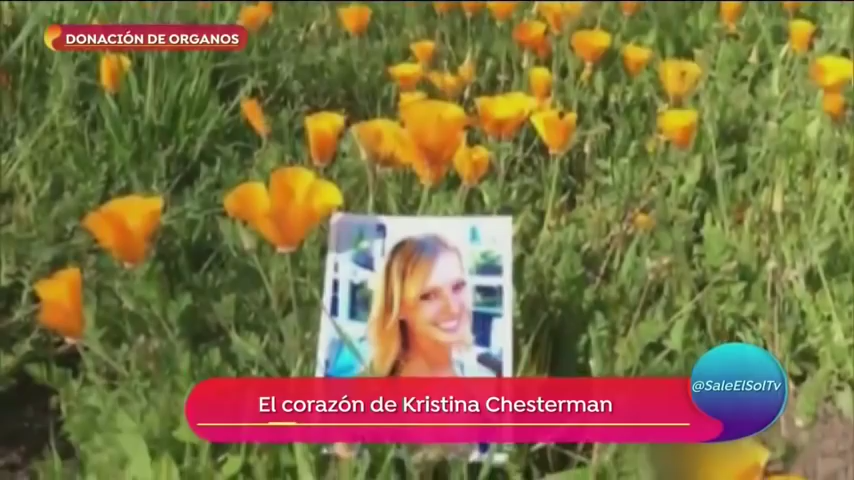 DONACIÓN DE ORGANOS
El corazón de Kristina Chesterman
@SaleElSolTv